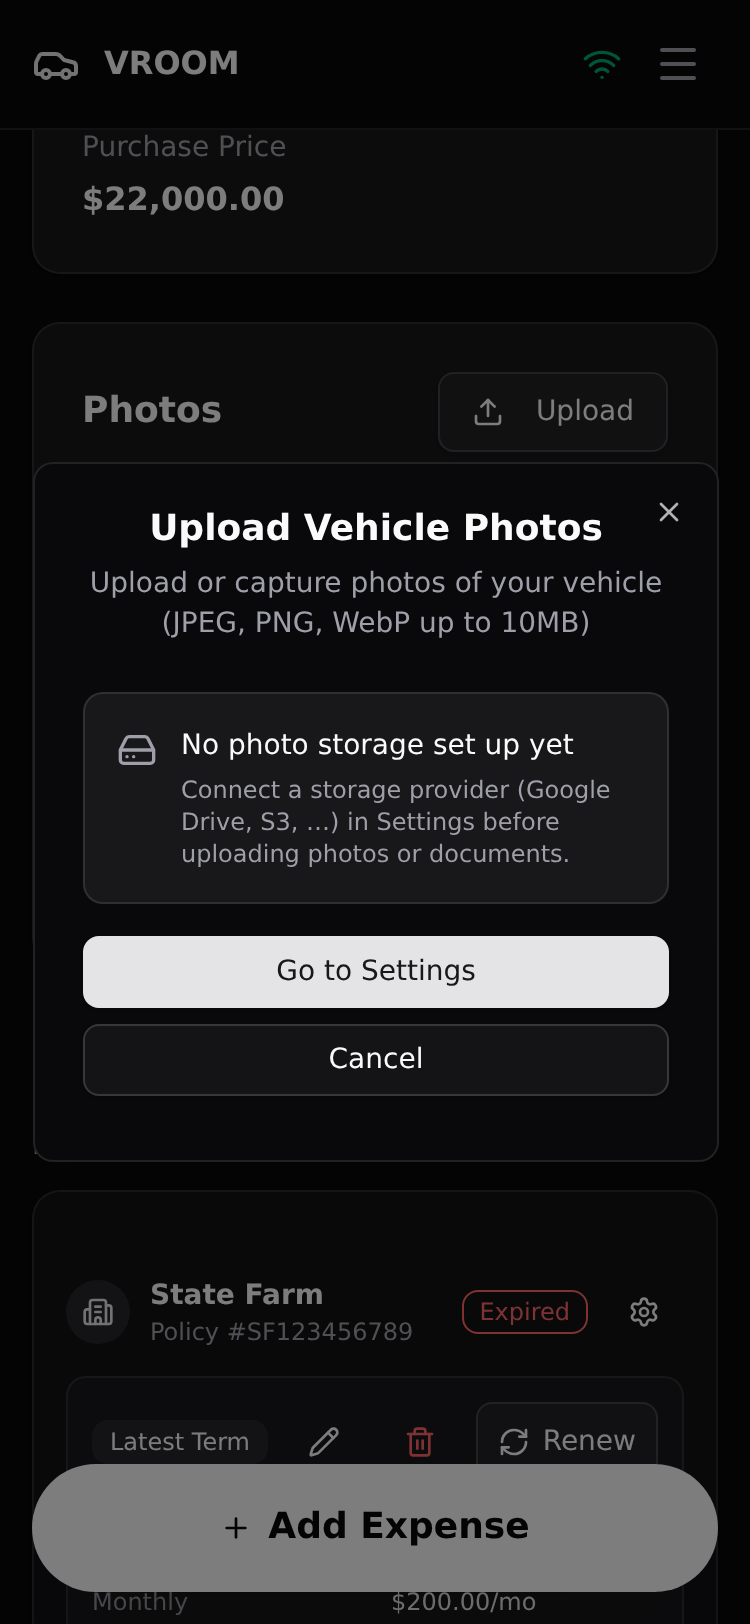 VROOM
Purchase Price
$22,000.00
Photos
Upload
Upload Vehicle Photos
Upload or capture photos of your vehicle
(JPEG, PNG, WebP up to 10MB)
No photo storage set up yet
Connect a storage provider (Google
Drive, S3, ...) in Settings before
uploading photos or documents.
Go to Settings
Cancel
State Farm
Policy #SF123456789
Expired
Latest Term
Renew
+ Add Expense
Monthly
$200.00/mo